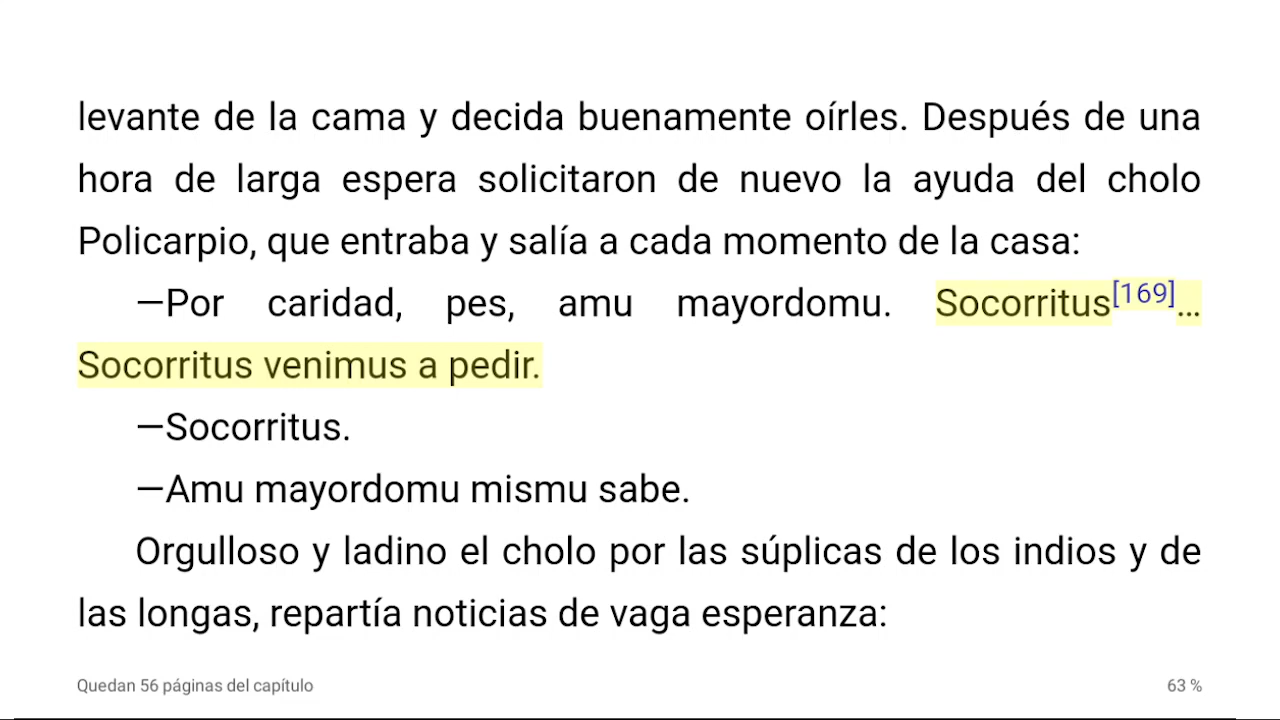 levante de la cama y decida buenamente oírles. Después de una
hora de larga espera solicitaron de nuevo la ayuda del cholo
Policarpio, que entraba y salía a cada momento de la casa:
—Por caridad, pes, amu mayordomu. Socorritus[169]…
Socorritus venimus a pedir.
—Socorritus.
—Amu mayordomu mismu sabe.
Orgulloso y ladino el cholo por las súplicas de los indios y de
las longas, repartía noticias de vaga esperanza:
Quedan 56 páginas del capítulo 63 %